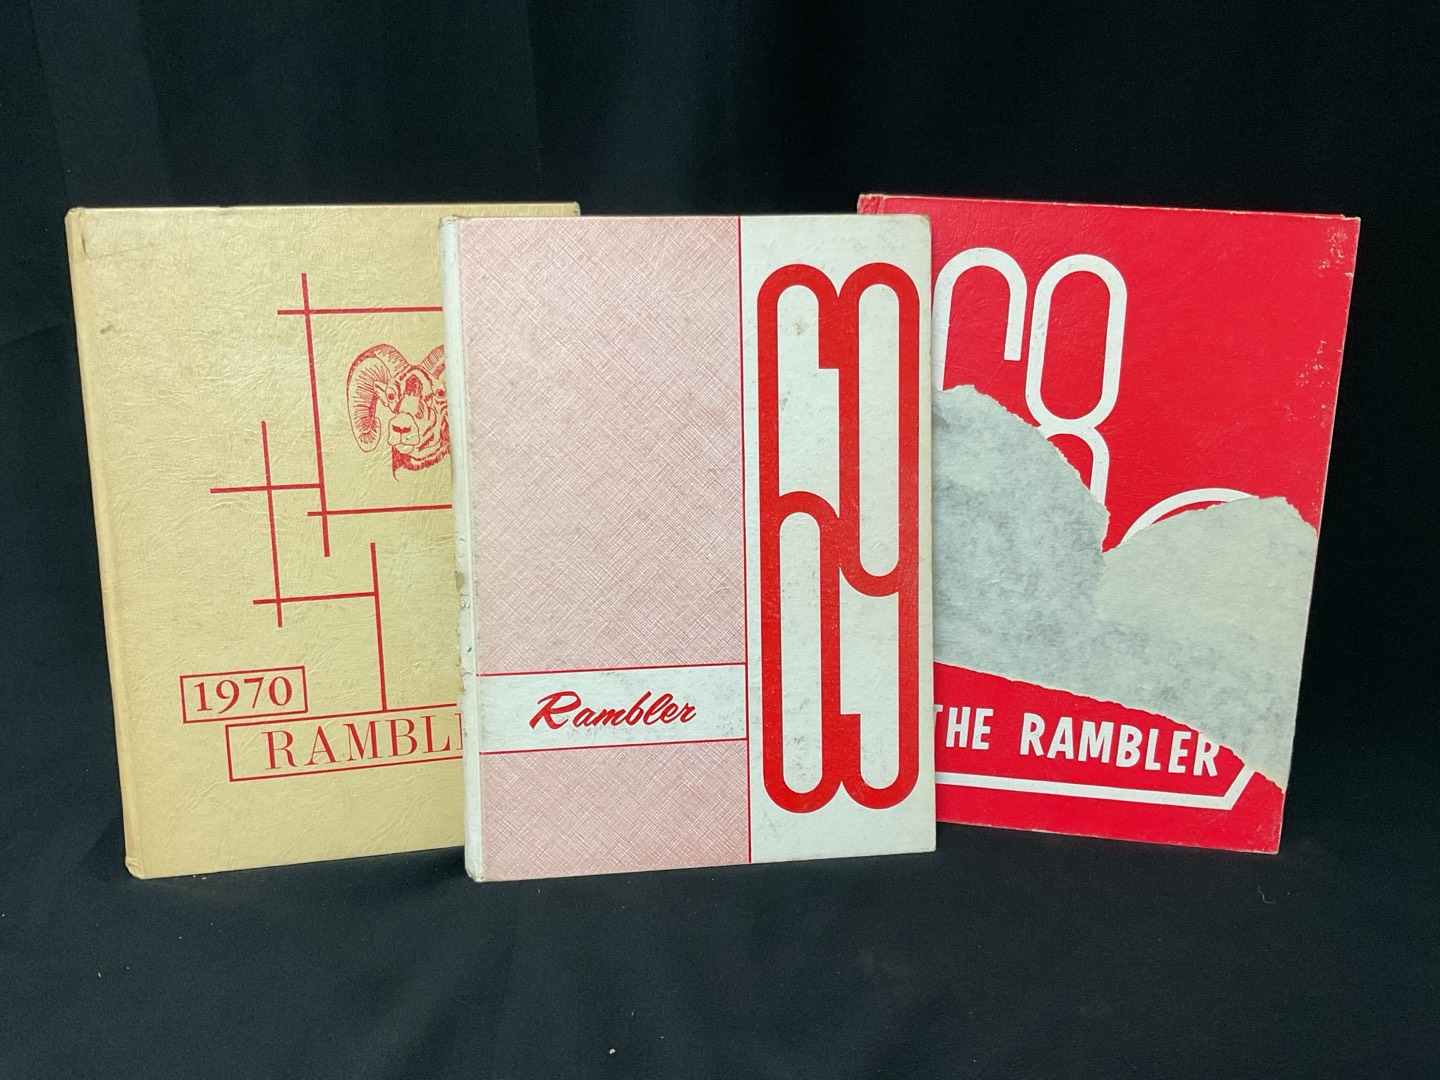 1970
RAMBL
69
Rambler
68
THE RAMBLER